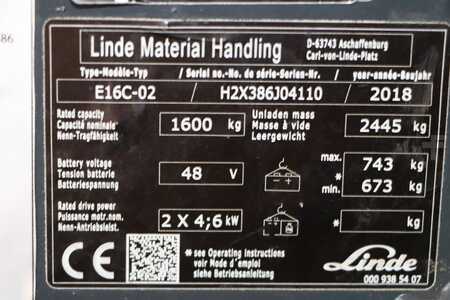 86
Linde Material Handling
D-63743 Aschaffenburg
Carl-von-Linde-Platz
Type-Modèle-Typ / Serial no.-No. de série-Serien-Nr. / year-année-Baujahr
E16C-02 / H2X386J04110 / 2018
Rated capacity
Capacité nominale
Nenn-Tragfähigkeit
1600 kg
Unladen mass
Masse à vide
Leergewicht
2445 kg
Battery voltage
Tension batterie
Batteriespannung
48 V
max. 743 kg
*
min. 673 kg
Rated drive power
Puissance motr.nom.
Nenn-Antriebsleist.
2 X 4,6 kW
* kg
CE
* see Operating instructions
voir Mode d'emploi
siehe Betriebsanleitung
Linde
000 938 54 07